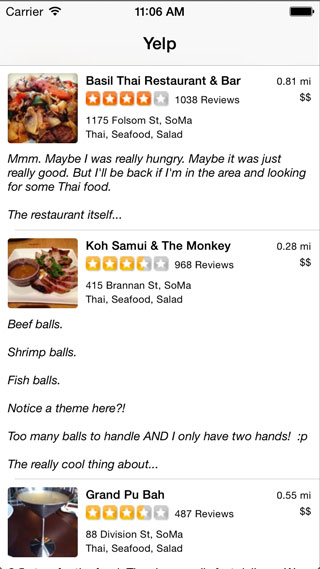 Carrier 11:06 AM
Yelp
Basil Thai Restaurant & Bar 0.81 mi
1038 Reviews $$
1175 Folsom St, SoMa
Thai, Seafood, Salad
Mmm. Maybe I was really hungry. Maybe it was just
really good. But I'll be back if I'm in the area and looking
for some Thai food.
The restaurant itself...
Koh Samui & The Monkey 0.28 mi
968 Reviews $$
415 Brannan St, SoMa
Thai, Seafood, Salad
Beef balls.
Shrimp balls.
Fish balls.
Notice a theme here?!
Too many balls to handle AND I only have two hands! :p
The really cool thing about...
Grand Pu Bah 0.55 mi
487 Reviews $$
88 Division St, SoMa
Thai, Seafood, Salad